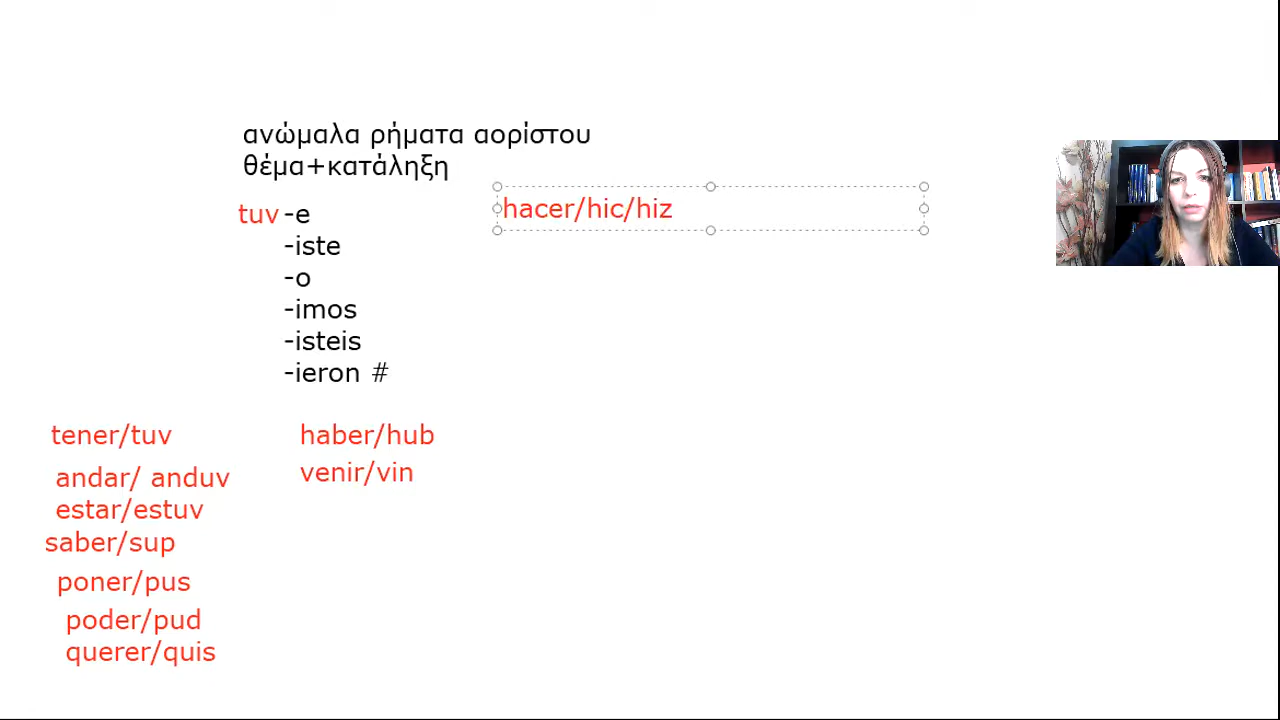 ανώμαλα ρήματα αορίστου
θέμα+κατάληξη
hacer/hic/hiz
tuv -e
-iste
-o
-imos
-isteis
-ieron #
tener/tuv
haber/hub
andar/ anduv
venir/vin
estar/estuv
saber/sup
poner/pus
poder/pud
querer/quis